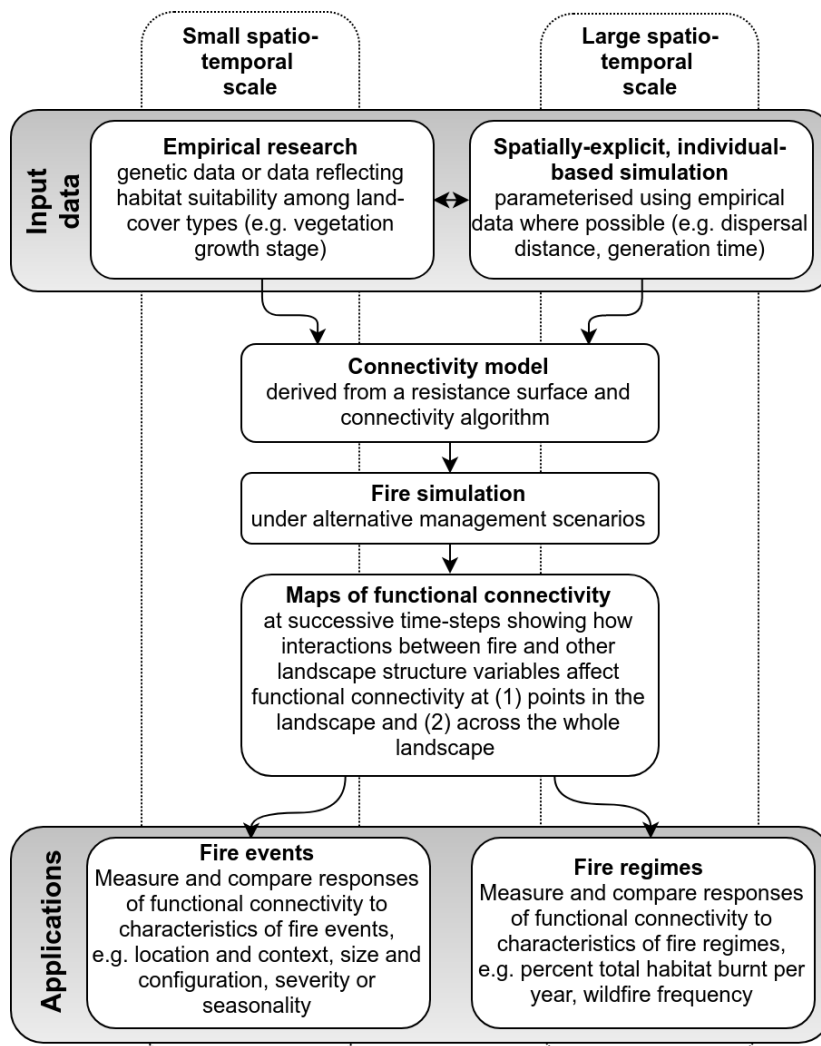 Small spatio-
temporal
scale
Large spatio-
temporal
scale
Input
data
Empirical research
genetic data or data reflecting
habitat suitability among land-
cover types (e.g. vegetation
growth stage)
Spatially-explicit, individual-
based simulation
parameterised using empirical
data where possible (e.g. dispersal
distance, generation time)
Connectivity model
derived from a resistance surface and
connectivity algorithm
Fire simulation
under alternative management scenarios
Maps of functional connectivity
at successive time-steps showing how
interactions between fire and other
landscape structure variables affect
functional connectivity at (1) points in the
landscape and (2) across the whole
landscape
Applications
Fire events
Measure and compare responses
of functional connectivity to
characteristics of fire events,
e.g. location and context, size and
configuration, severity or
seasonality
Fire regimes
Measure and compare responses
of functional connectivity to
characteristics of fire regimes,
e.g. percent total habitat burnt per
year, wildfire frequency